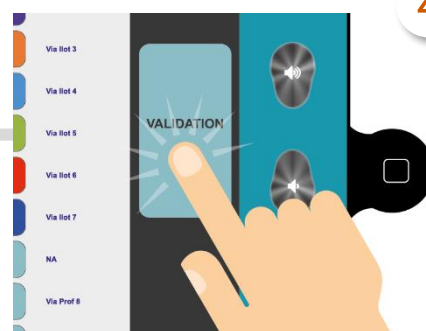 Via Ilot 3
Via Ilot 4
Via Ilot 5
Via Ilot 6
Via Ilot 7
NA
Via Prof 8
VALIDATION